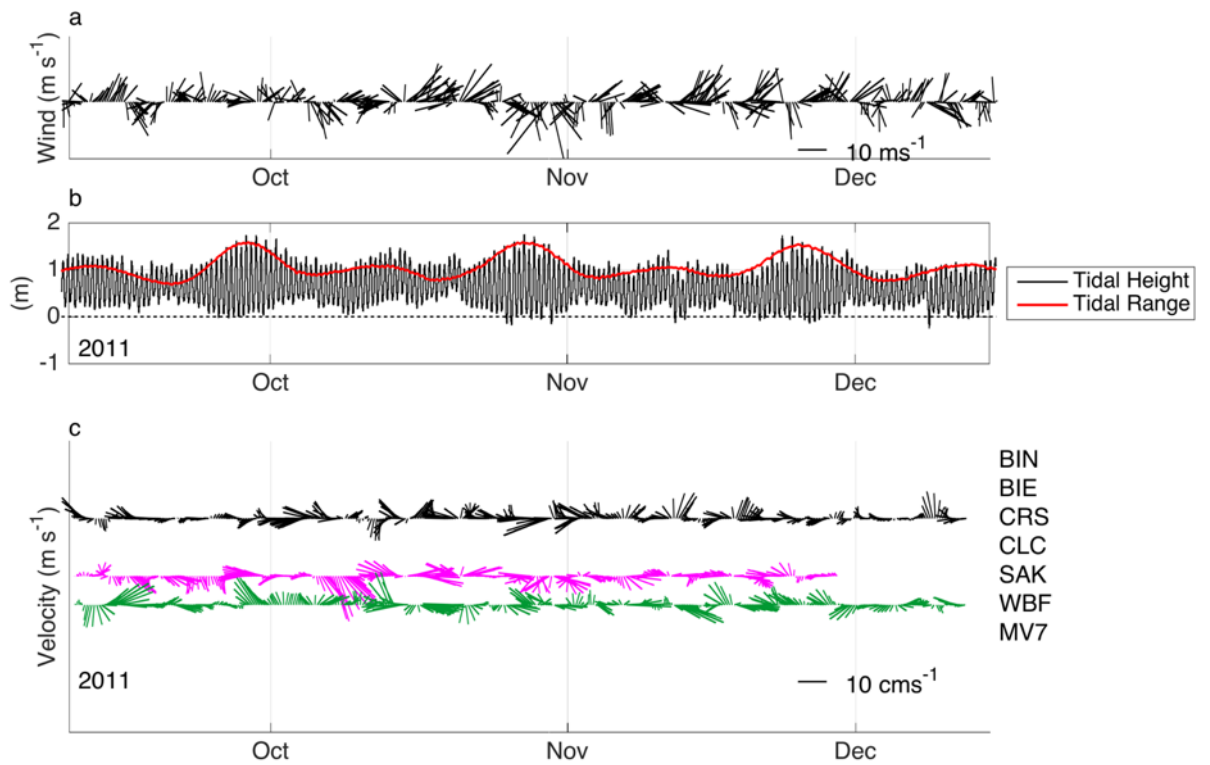 a
Wind (m s⁻¹)
10 ms⁻¹
Oct Nov Dec
b
2
1
0
-1
(m)
2011
Tidal Height
Tidal Range
Oct Nov Dec
c
Velocity (m s⁻¹)
BIN
BIE
CRS
CLC
SAK
WBF
MV7
2011
10 cms⁻¹
Oct Nov Dec